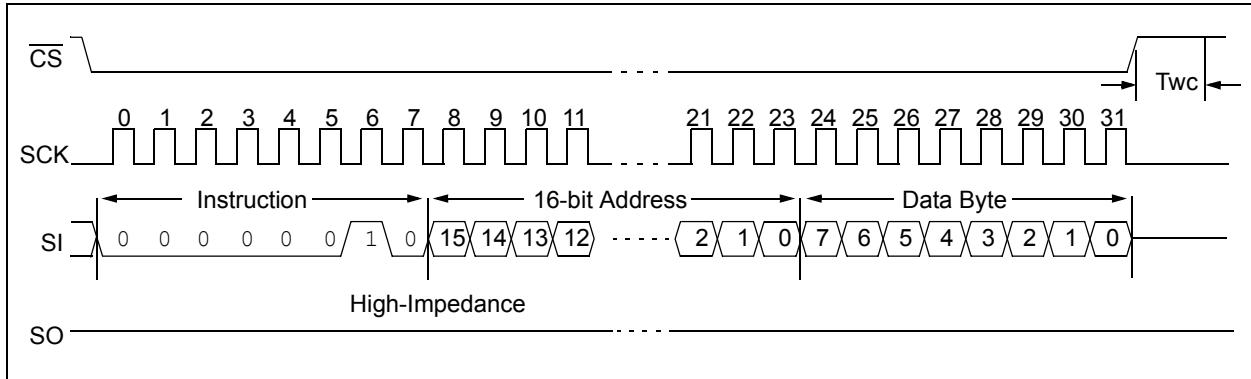 CS
Twc
0 1 2 3 4 5 6 7 8 9 10 11 21 22 23 24 25 26 27 28 29 30 31
SCK
Instruction 16-bit Address Data Byte
SI 0 0 0 0 0 0 1 0 15 14 13 12 2 1 0 7 6 5 4 3 2 1 0
High-Impedance
SO